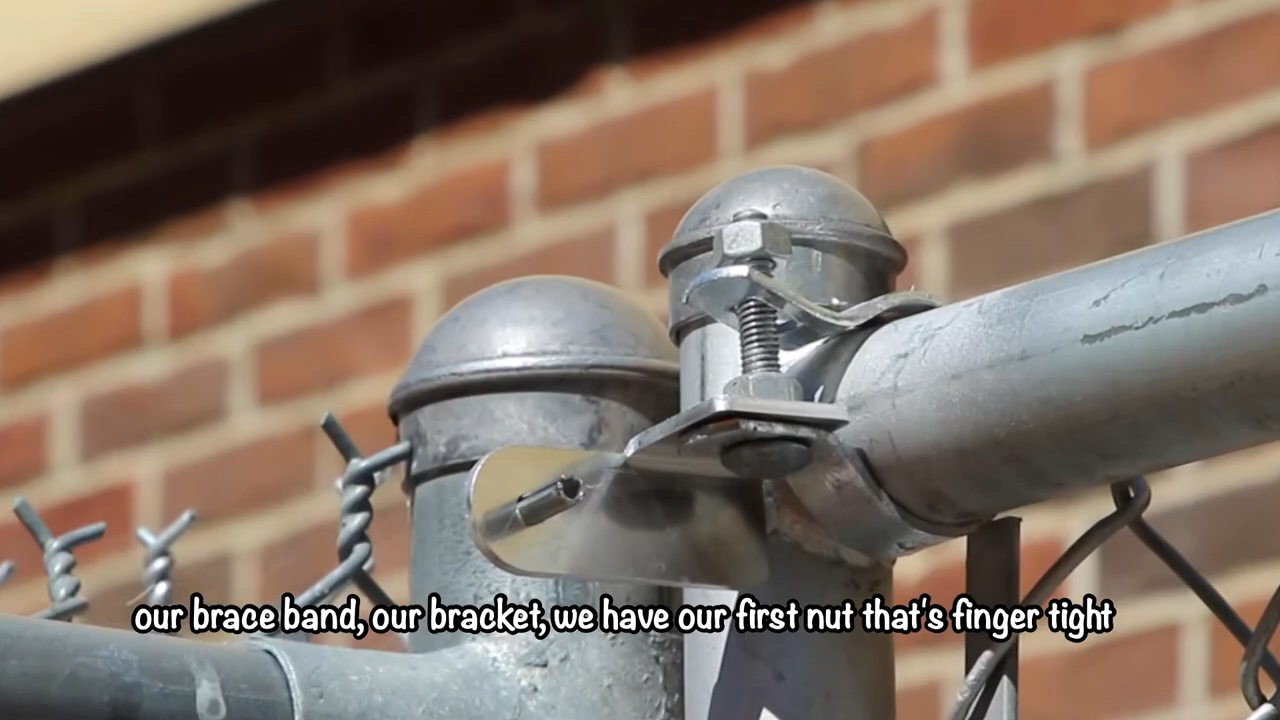 our brace band, our bracket, we have our first nut that's finger tight